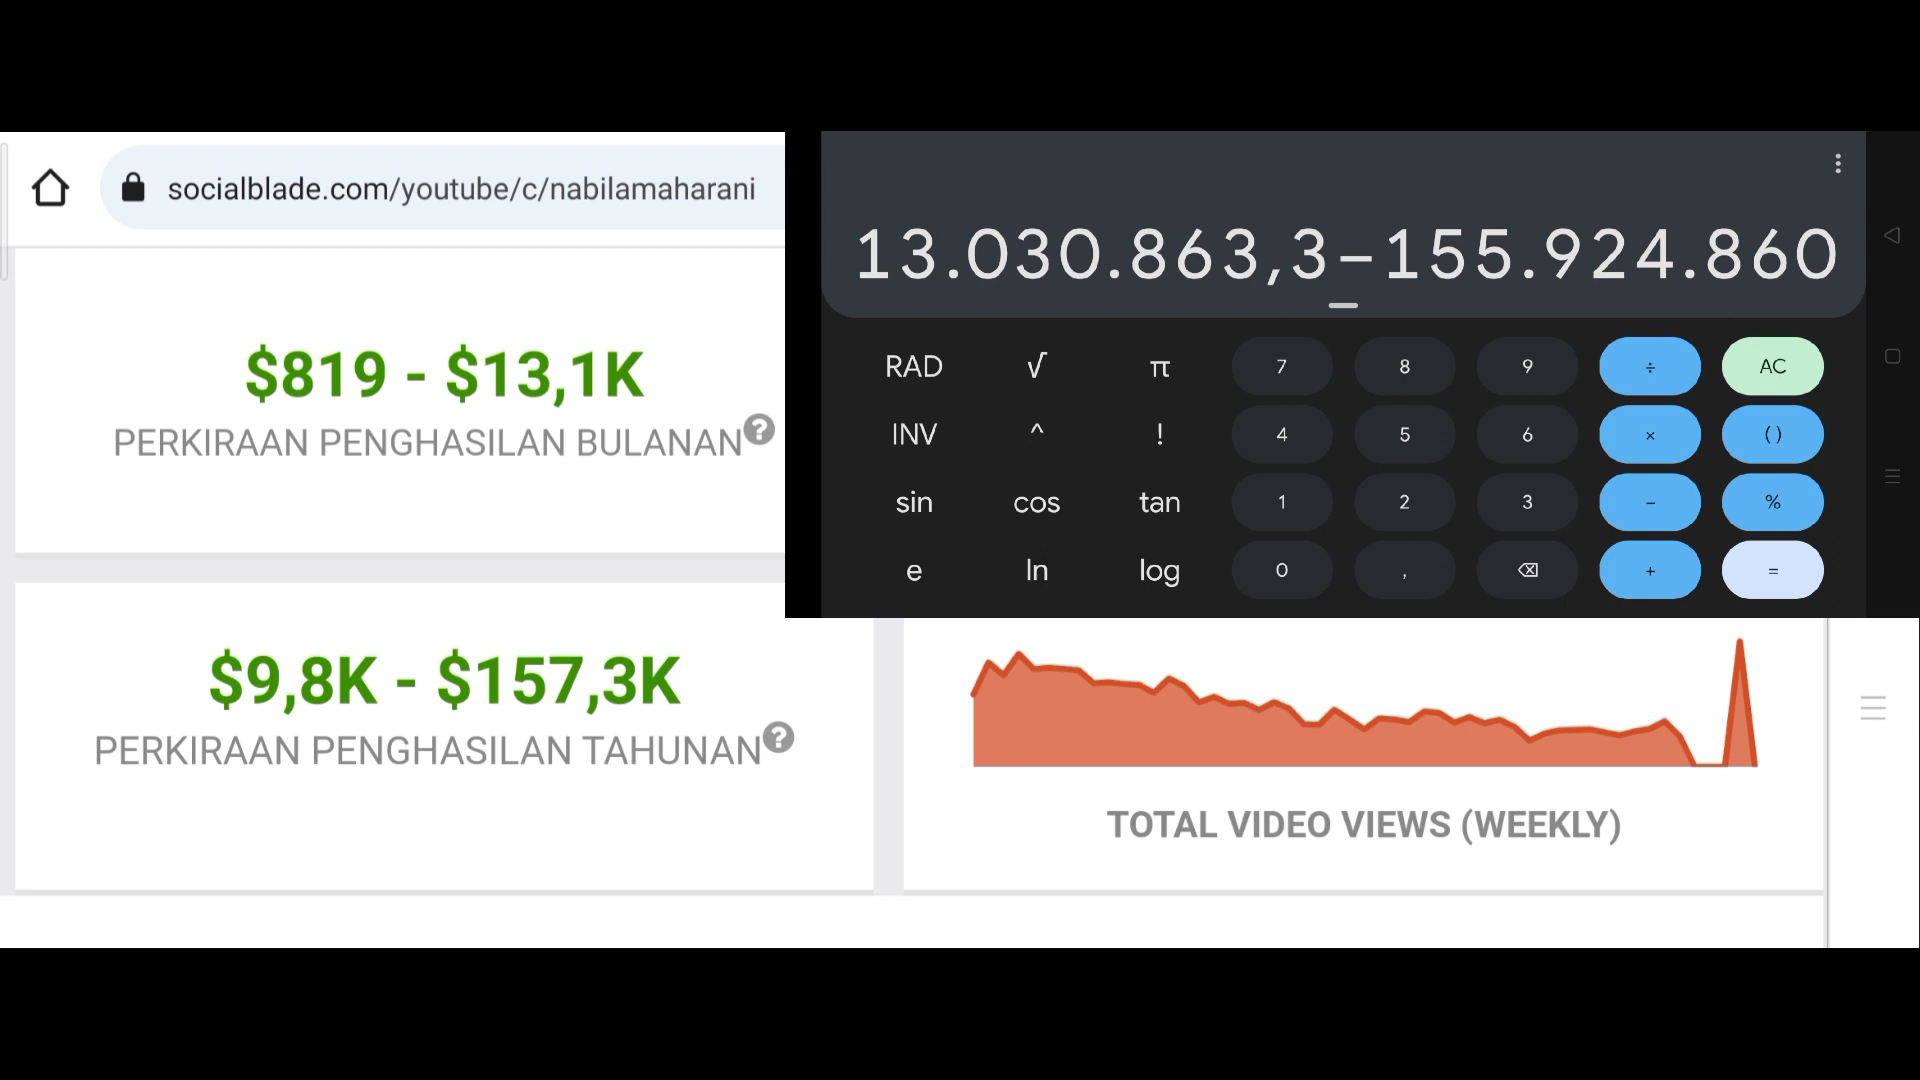 socialblade.com/youtube/c/nabilamaharani
$819 - $13,1K
PERKIRAAN PENGHASILAN BULANAN ?
$9,8K - $157,3K
PERKIRAAN PENGHASILAN TAHUNAN ?
13.030.863,3−155.924.860
RAD √ π 7 8 9 ÷ AC
INV ^ ! 4 5 6 × ( )
sin cos tan 1 2 3 − %
e ln log 0 , ⌫ + =
TOTAL VIDEO VIEWS (WEEKLY)